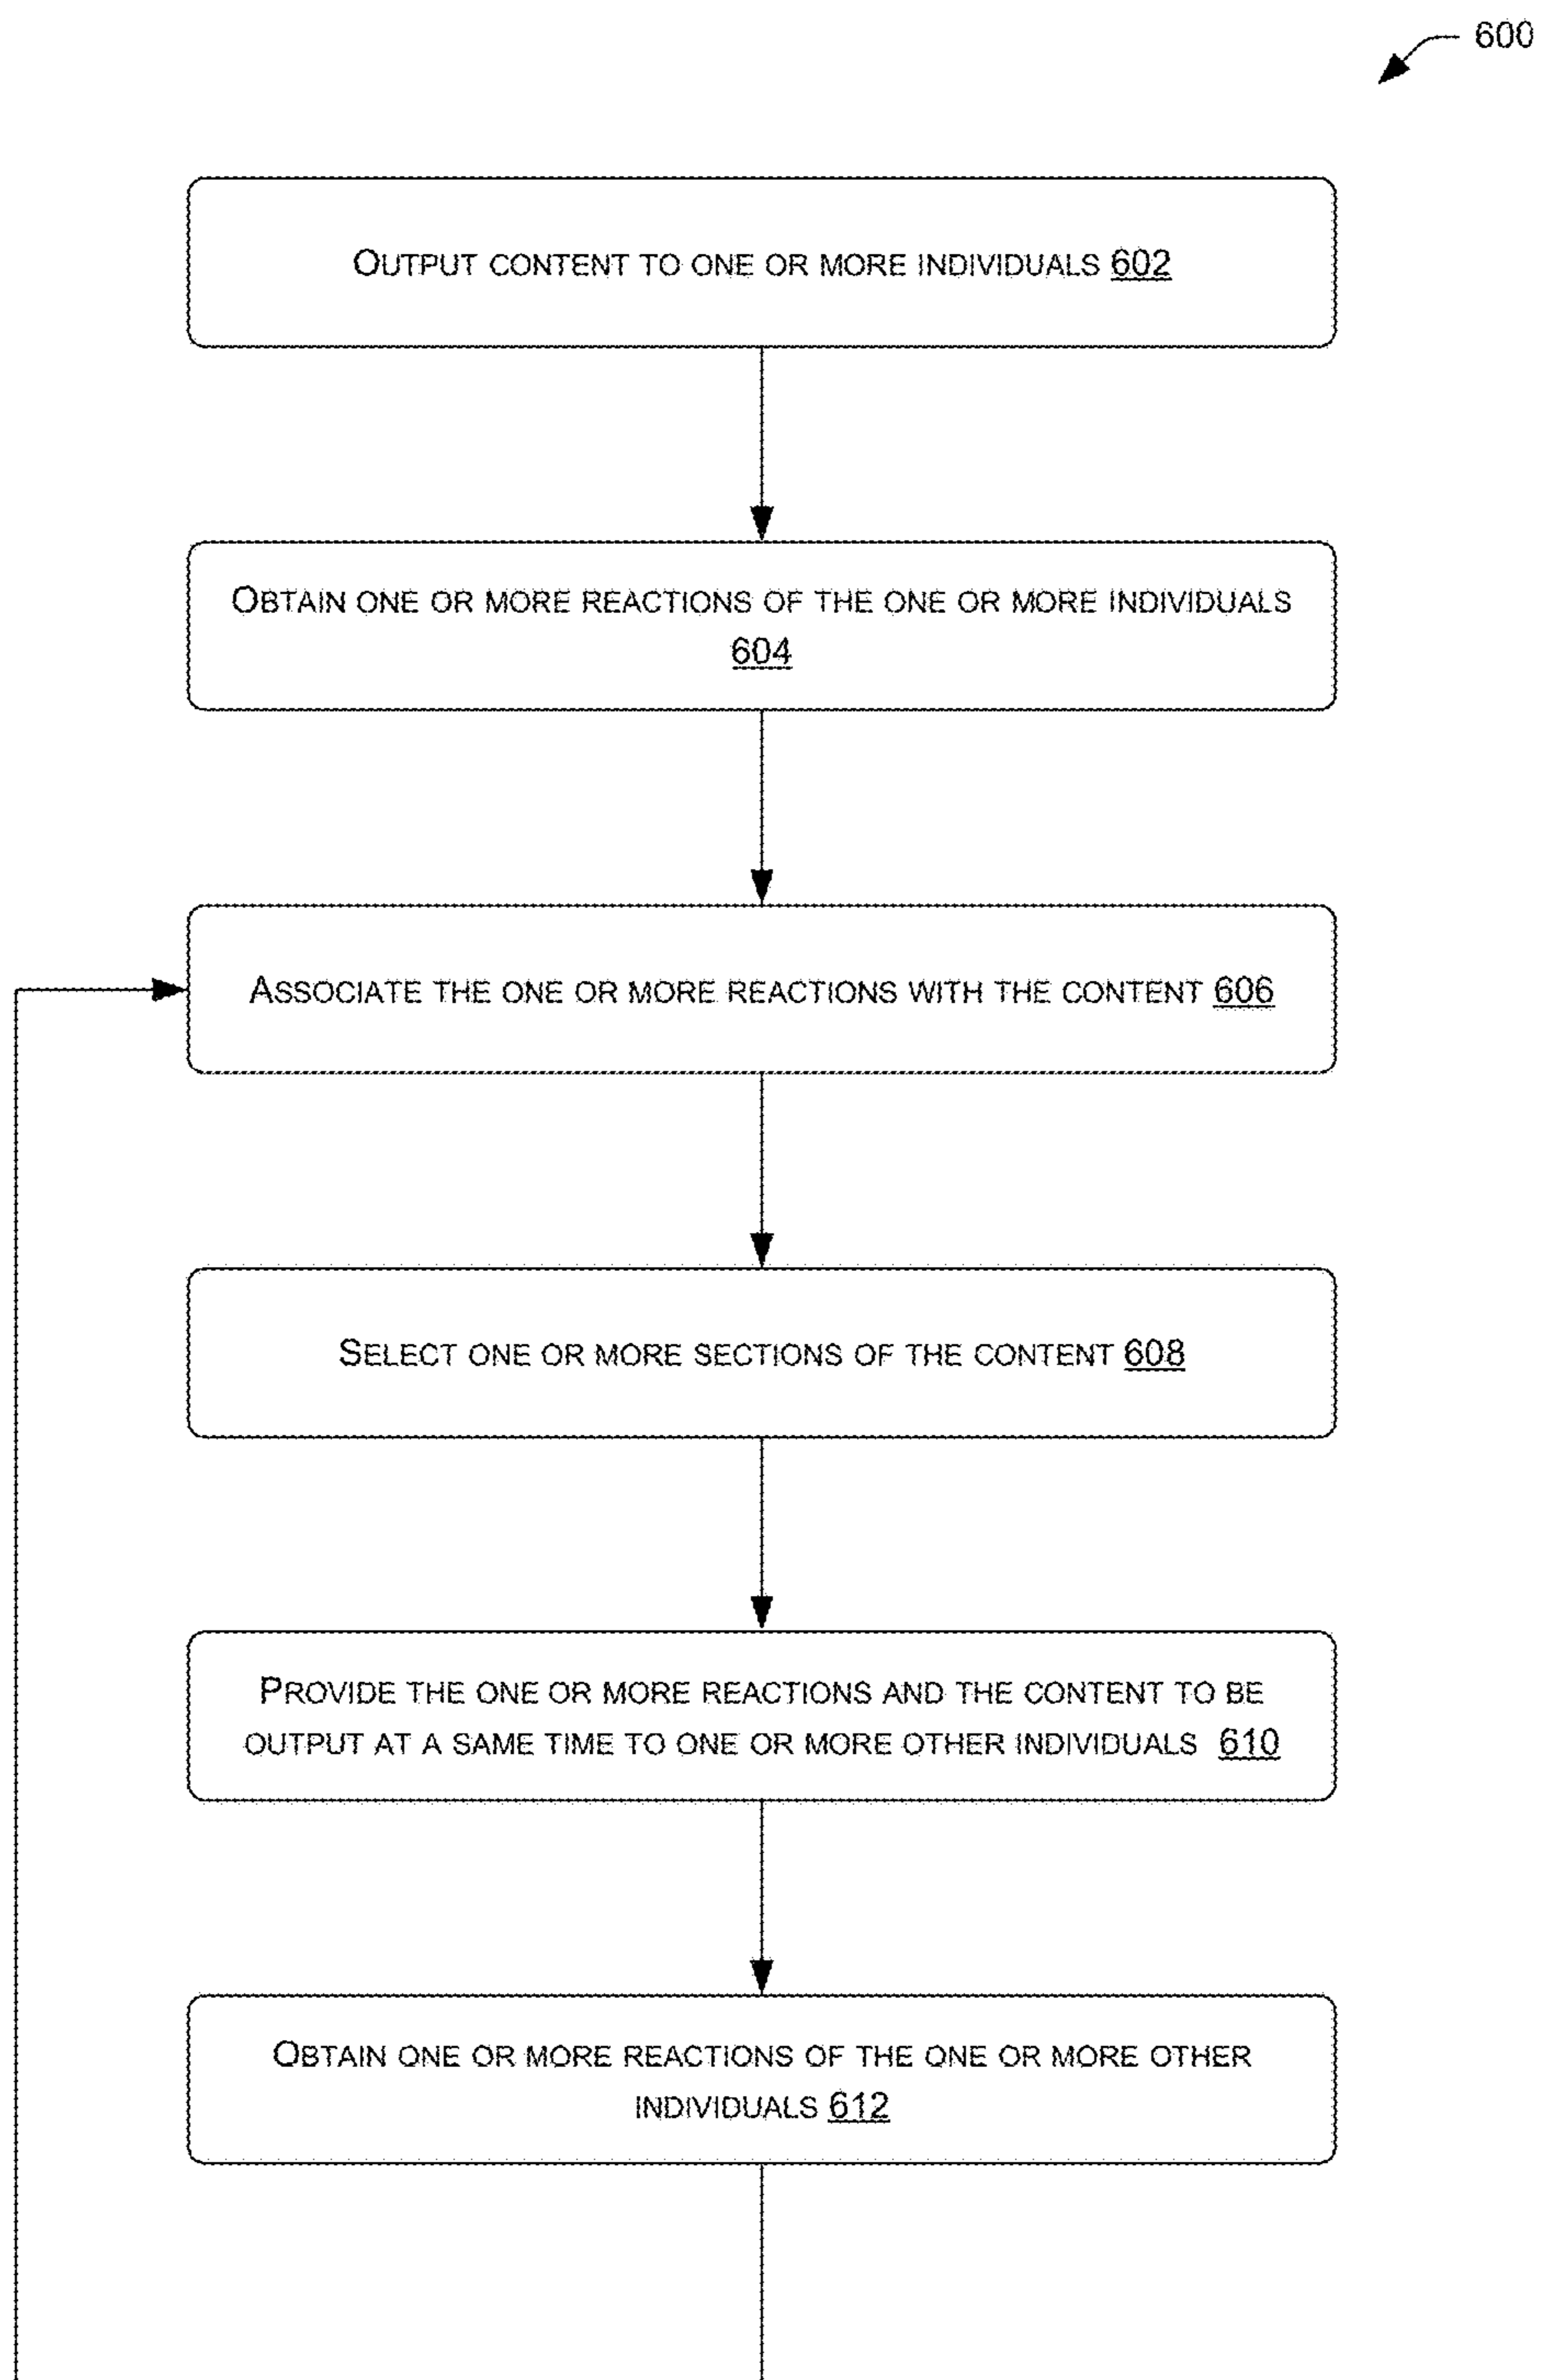 600
OUTPUT CONTENT TO ONE OR MORE INDIVIDUALS 602
OBTAIN ONE OR MORE REACTIONS OF THE ONE OR MORE INDIVIDUALS
604
ASSOCIATE THE ONE OR MORE REACTIONS WITH THE CONTENT 606
SELECT ONE OR MORE SECTIONS OF THE CONTENT 608
PROVIDE THE ONE OR MORE REACTIONS AND THE CONTENT TO BE
OUTPUT AT A SAME TIME TO ONE OR MORE OTHER INDIVIDUALS 610
OBTAIN ONE OR MORE REACTIONS OF THE ONE OR MORE OTHER
INDIVIDUALS 612